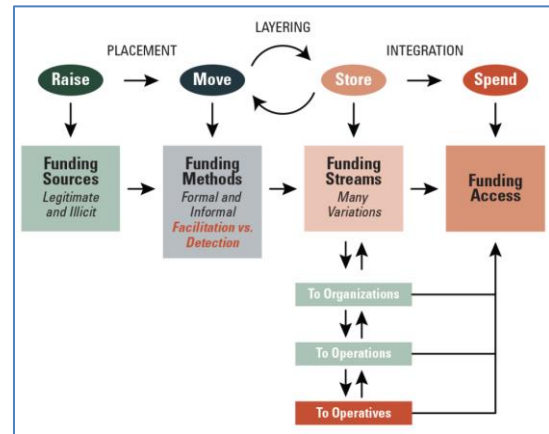 LAYERING
PLACEMENT
INTEGRATION
Raise
Move
Store
Spend
Funding
Sources
Legitimate
and Illicit
Funding
Methods
Formal and
Informal
Facilitation vs.
Detection
Funding
Streams
Many
Variations
Funding
Access
To Organizations
To Operations
To Operatives